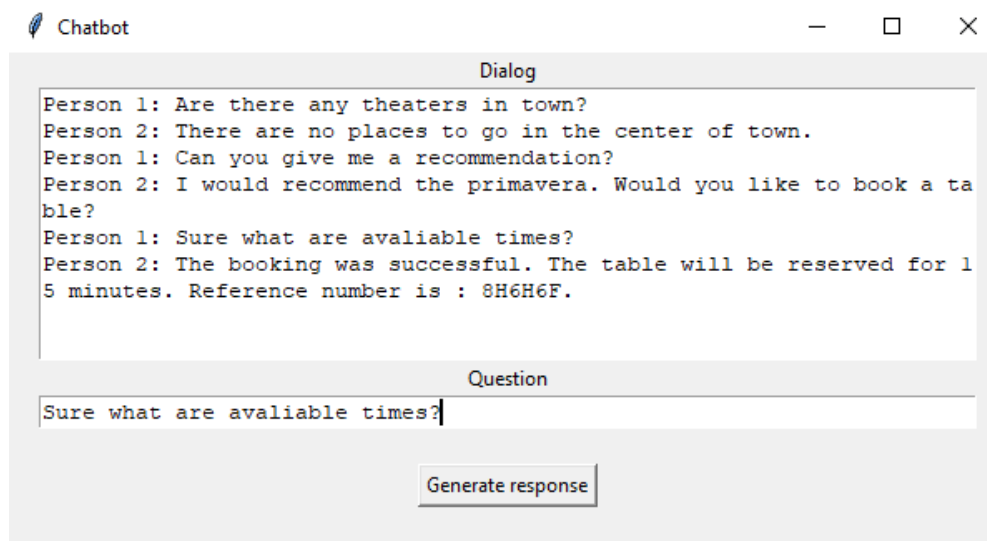 Chatbot
Dialog
Person 1: Are there any theaters in town?
Person 2: There are no places to go in the center of town.
Person 1: Can you give me a recommendation?
Person 2: I would recommend the primavera. Would you like to book a ta
ble?
Person 1: Sure what are avaliable times?
Person 2: The booking was successful. The table will be reserved for 1
5 minutes. Reference number is : 8H6H6F.
Question
Sure what are avaliable times?
Generate response